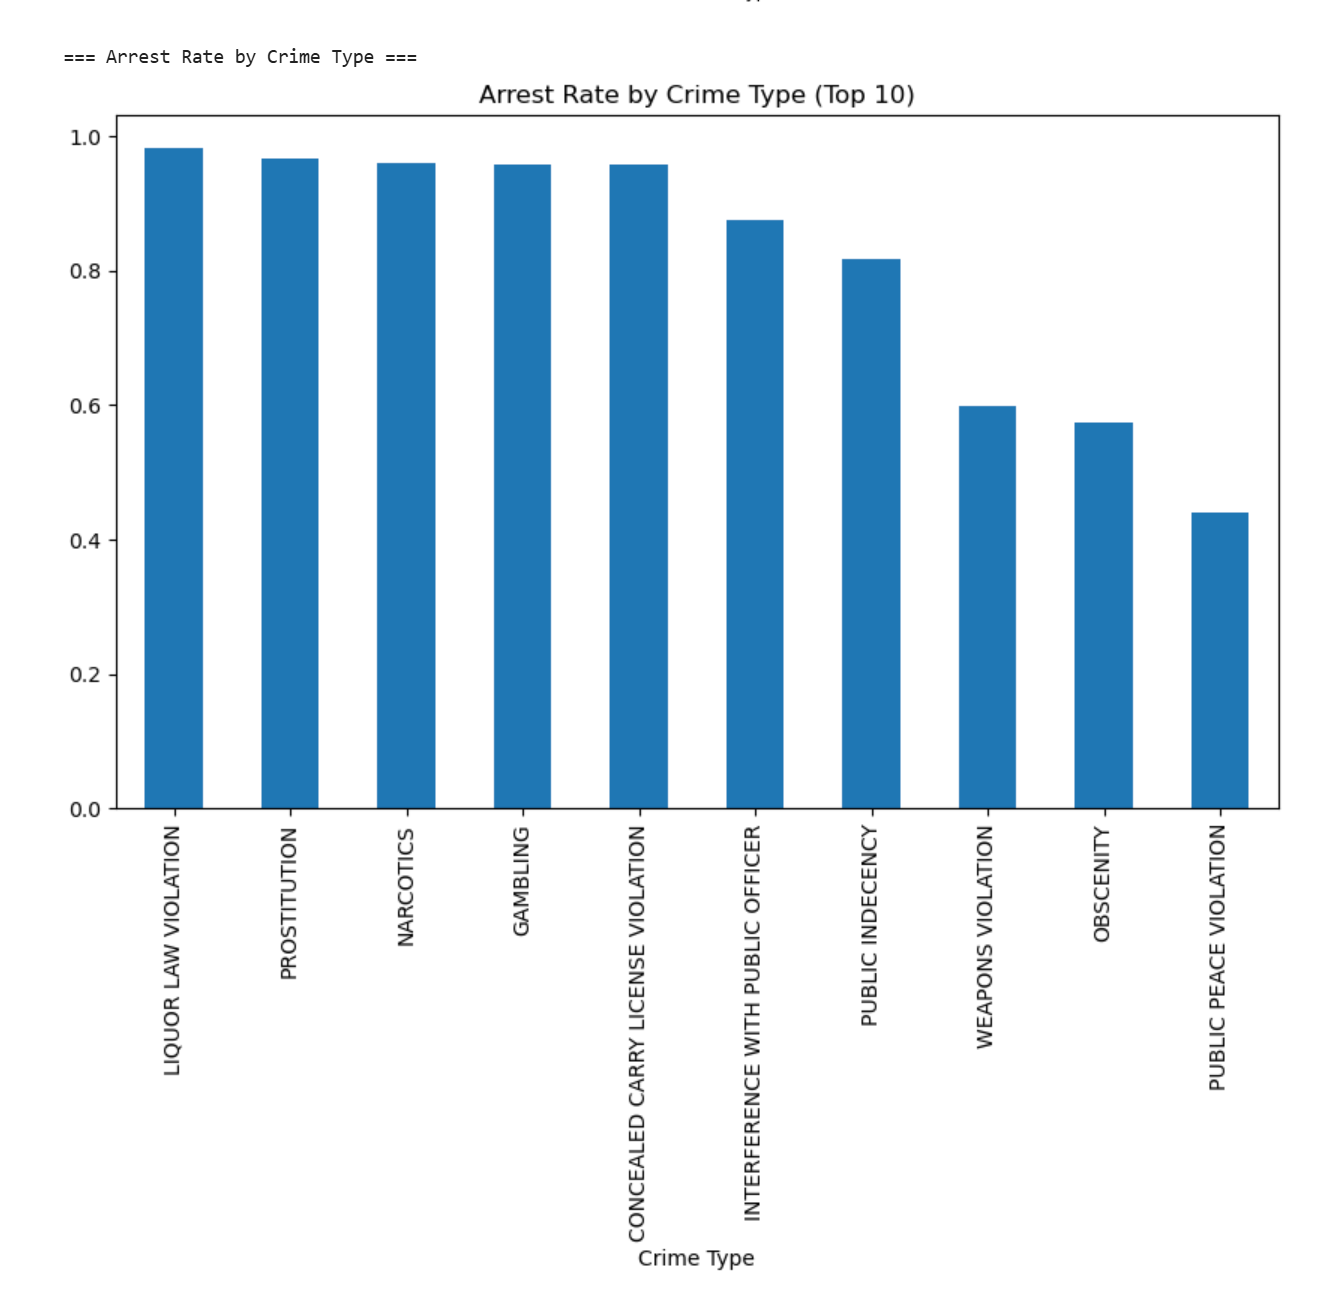 === Arrest Rate by Crime Type ===
Arrest Rate by Crime Type (Top 10)
1.0
0.8
0.6
0.4
0.2
0.0
LIQUOR LAW VIOLATION
PROSTITUTION
NARCOTICS
GAMBLING
CONCEALED CARRY LICENSE VIOLATION
INTERFERENCE WITH PUBLIC OFFICER
PUBLIC INDECENCY
WEAPONS VIOLATION
OBSCENITY
PUBLIC PEACE VIOLATION
Crime Type